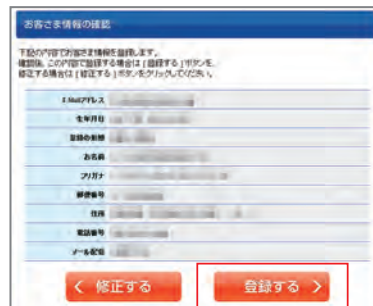 お客さま情報の確認
下記の内容でお客さま情報を登録します。
確認後、この内容で登録する場合は [ 登録する ] ボタンを、
修正する場合は [ 修正する ] ボタンをクリックしてください。
E-Mailアドレス
生年月日
お名前
フリガナ
郵便番号
住所
電話番号
メール配信
修正する
登録する